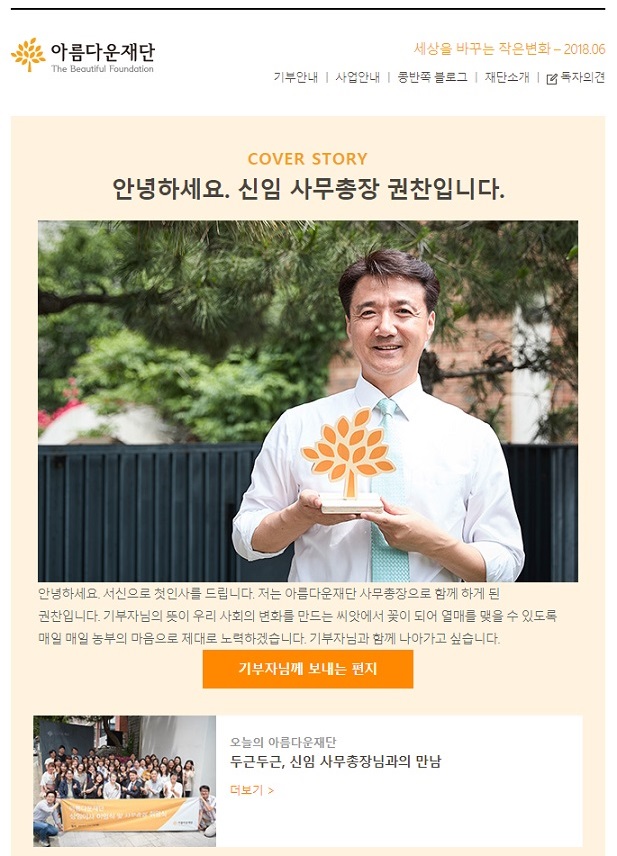 아름다운재단
The Beautiful Foundation
세상을 바꾸는 작은변화 – 2018.06
기부안내 | 사업안내 | 콩반쪽 블로그 | 재단소개 | 독자의견
COVER STORY
안녕하세요. 신임 사무총장 권찬입니다.
안녕하세요. 서신으로 첫인사를 드립니다. 저는 아름다운재단 사무총장으로 함께 하게 된
권찬입니다. 기부자님의 뜻이 우리 사회의 변화를 만드는 씨앗에서 꽃이 되어 열매를 맺을 수 있도록
매일 매일 농부의 마음으로 제대로 노력하겠습니다. 기부자님과 함께 나아가고 싶습니다.
기부자님께 보내는 편지
오늘의 아름다운재단
두근두근, 신임 사무총장님과의 만남
더보기 >
아름다운재단